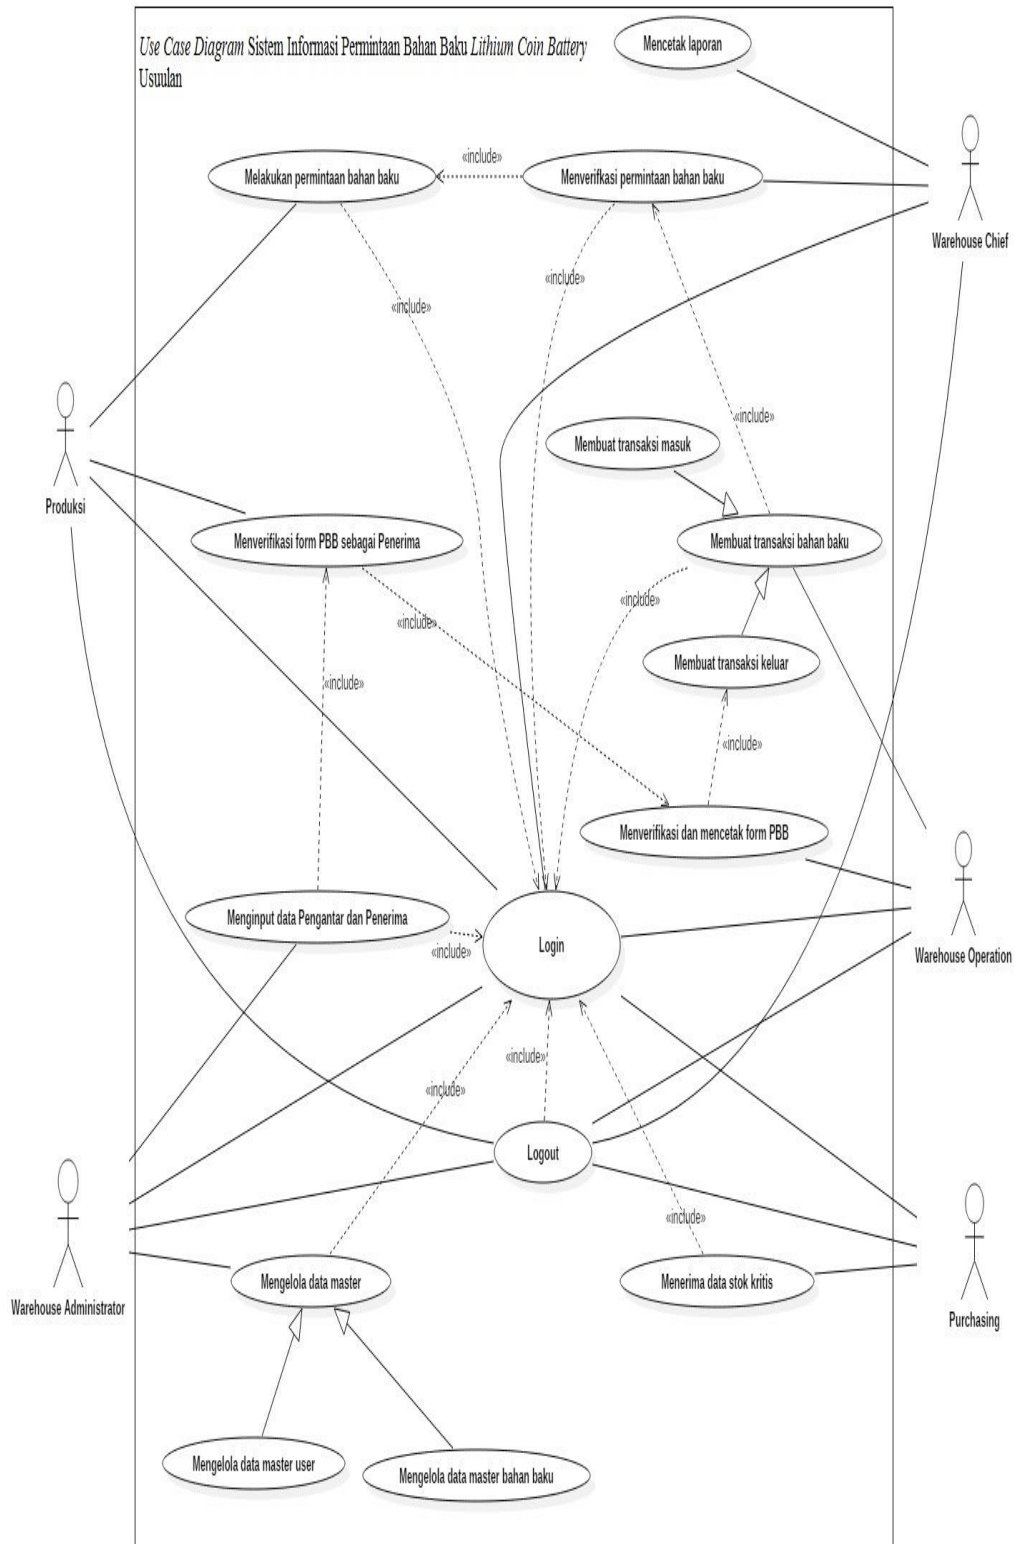 Use Case Diagram Sistem Informasi Permintaan Bahan Baku Lithium Coin Battery
Usuulan
Mencetak laporan
Melakukan permintaan bahan baku
«include»
Menverifkasi permintaan bahan baku
Warehouse Chief
«include»
«include»
«include»
Membuat transaksi masuk
Produksi
Menverifikasi form PBB sebagai Penerima
Membuat transaksi bahan baku
«include»
«include»
Membuat transaksi keluar
«include»
«include»
Menverifikasi dan mencetak form PBB
Menginput data Pengantar dan Penerima
«include»
Login
Warehouse Operation
«include»
«include»
Logout
«include»
Mengelola data master
Menerima data stok kritis
Warehouse Administrator
Purchasing
Mengelola data master user
Mengelola data master bahan baku